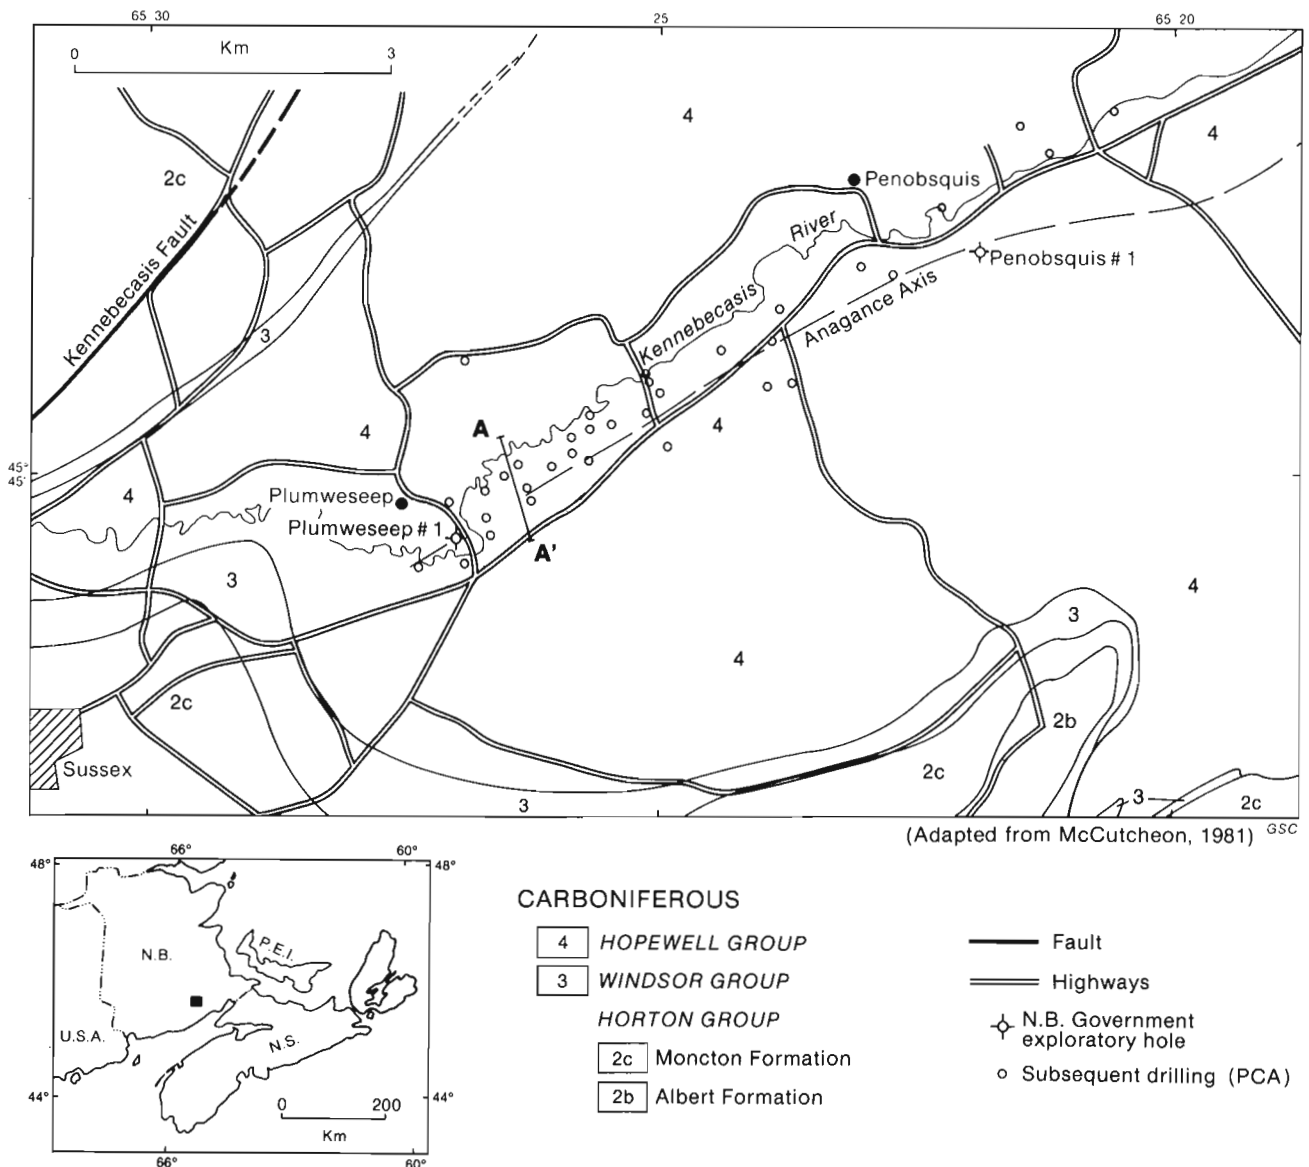 65 30
25
65 20
Km
0
3
4
4
2c
Penobsquis
River
Kennebecasis Fault
Penobsquis # 1
Kennebecasis
Anagance Axis
3
4
4
A
45°
45'
4
Plumweseep
Plumweseep # 1
A'
3
4
3
4
2c
2b
Sussex
2c
3
3
2c
(Adapted from McCutcheon, 1981)
GSC
66°
60°
48°
48°
N.B.
P.E.I.
U.S.A.
N.S.
44°
44°
0
200
Km
66°
60°
CARBONIFEROUS
4 HOPEWELL GROUP
3 WINDSOR GROUP
HORTON GROUP
2c Moncton Formation
2b Albert Formation
Fault
Highways
N.B. Government
exploratory hole
Subsequent drilling (PCA)